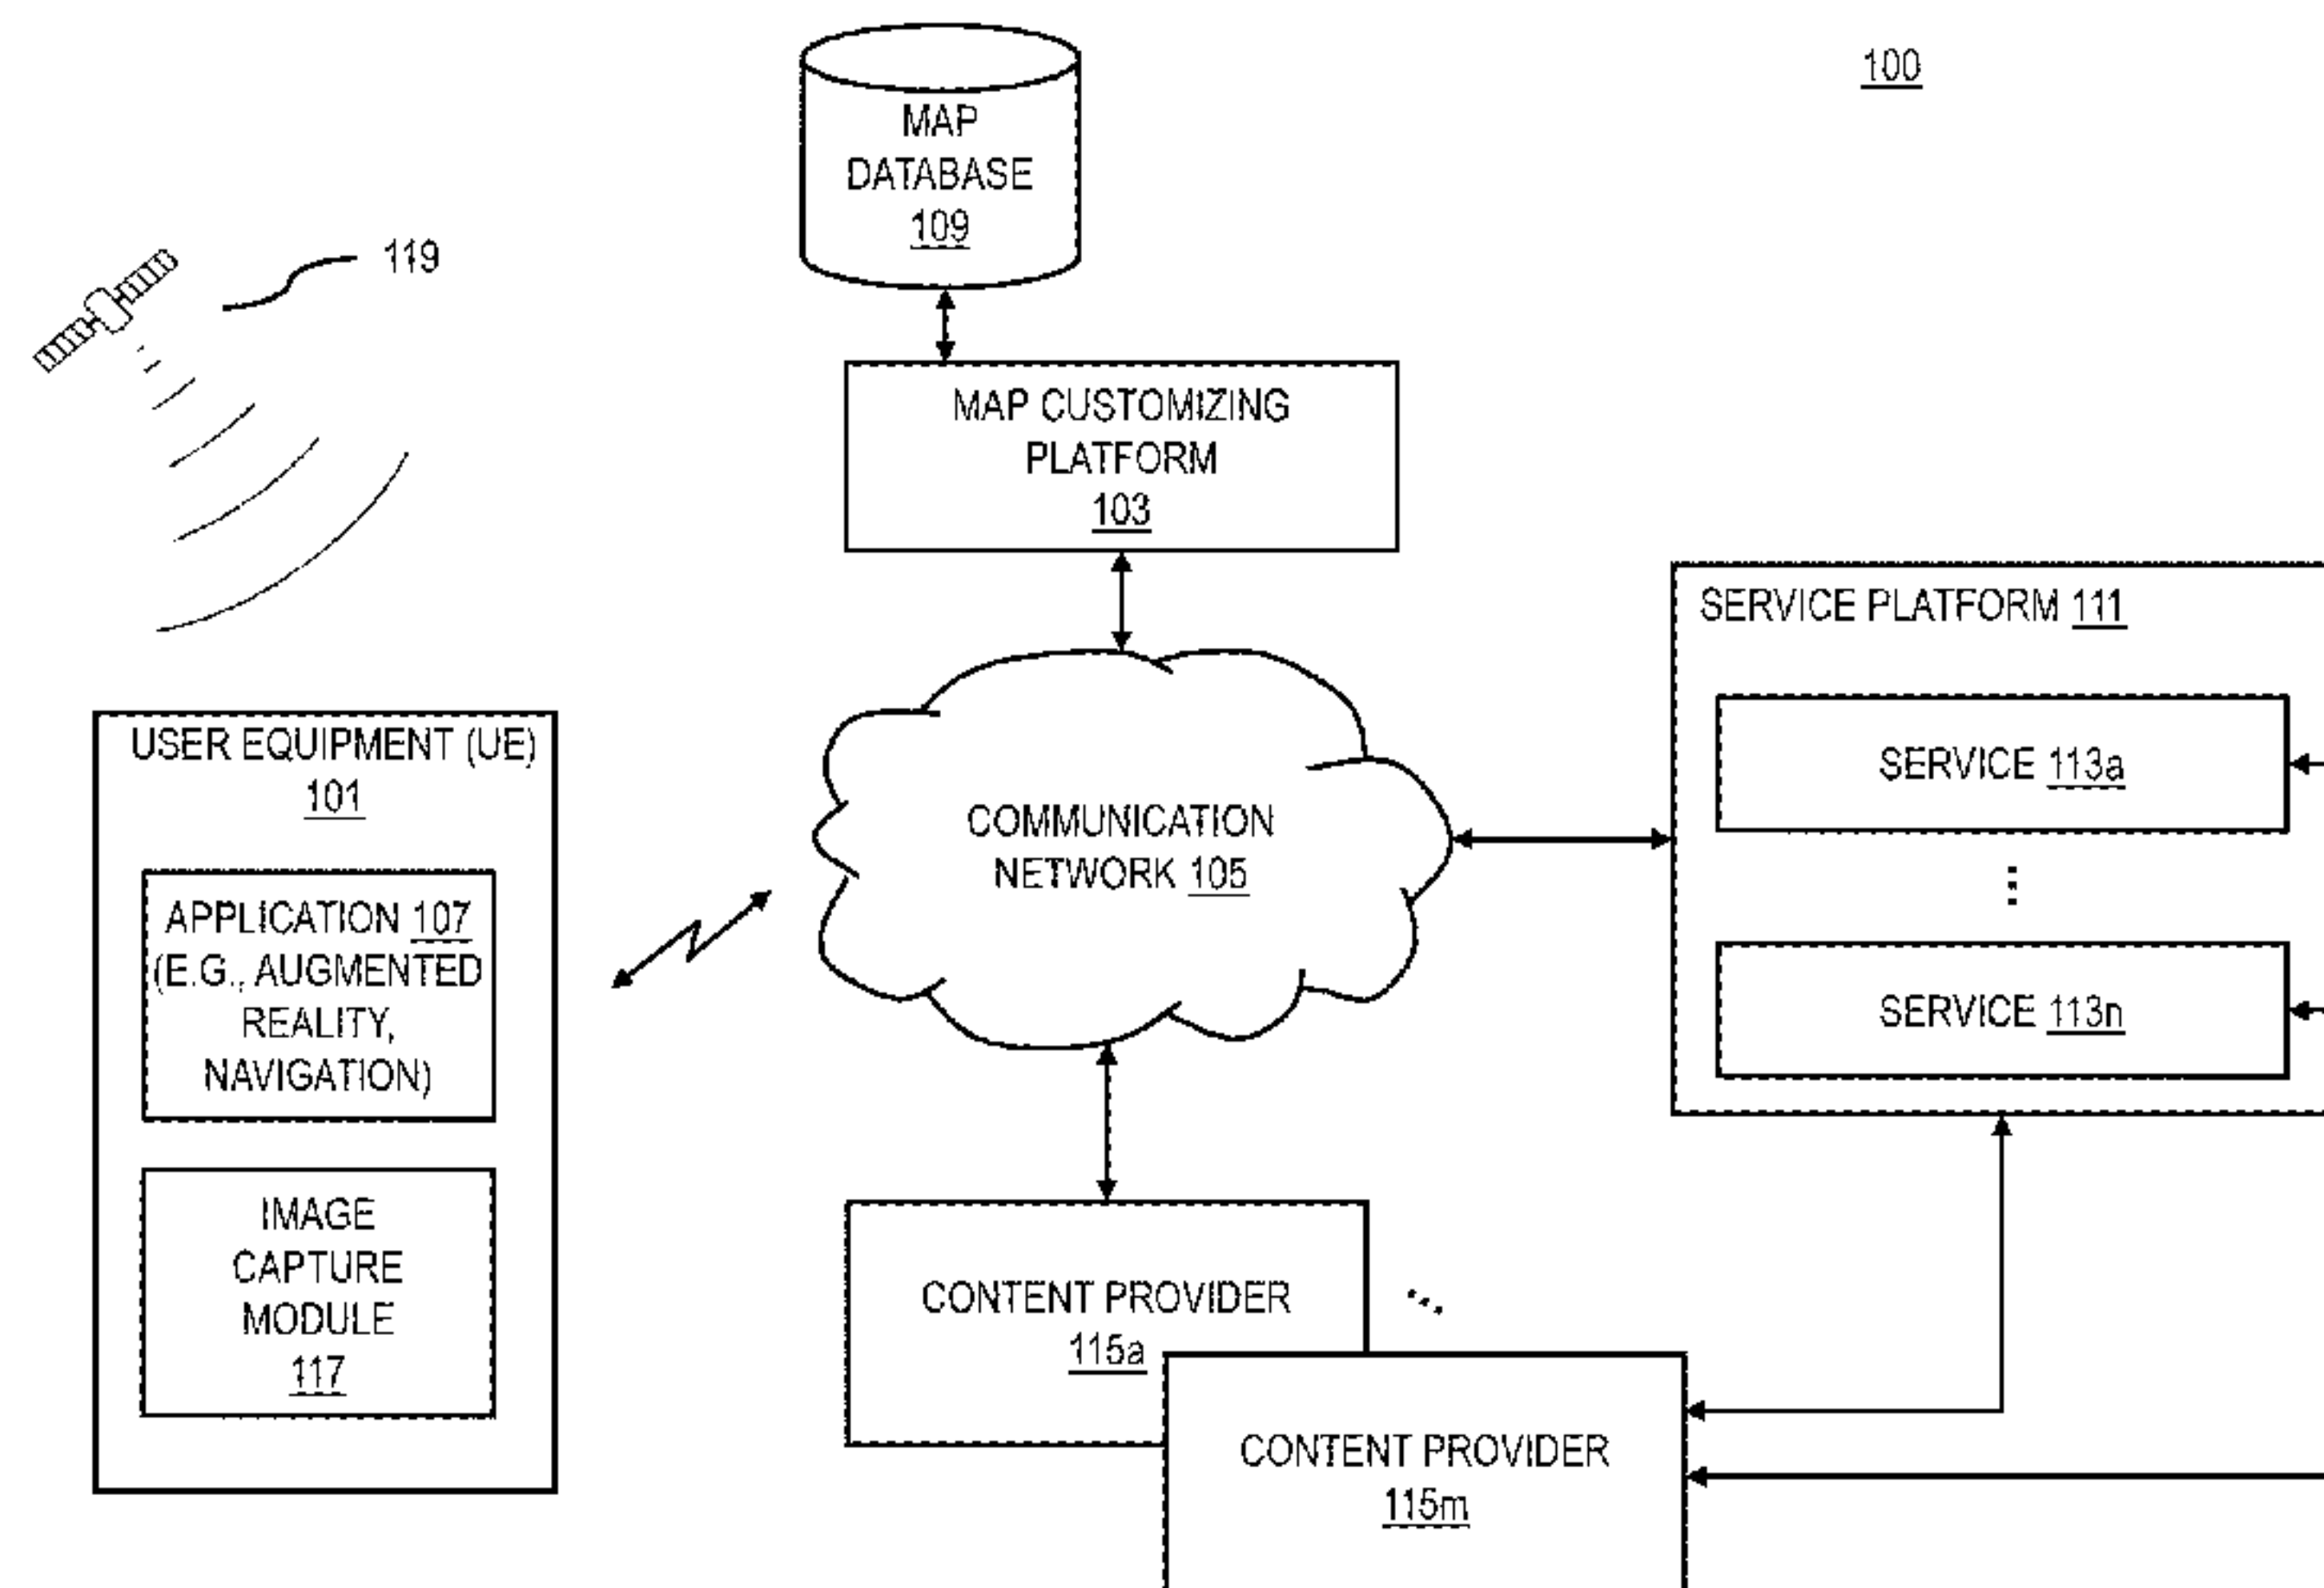 100
MAP
DATABASE
109
119
MAP CUSTOMIZING
PLATFORM
103
SERVICE PLATFORM 111
SERVICE 113a
SERVICE 113n
USER EQUIPMENT (UE)
101
APPLICATION 107
(E.G., AUGMENTED
REALITY,
NAVIGATION)
IMAGE
CAPTURE
MODULE
117
COMMUNICATION
NETWORK 105
CONTENT PROVIDER
115a
CONTENT PROVIDER
115m